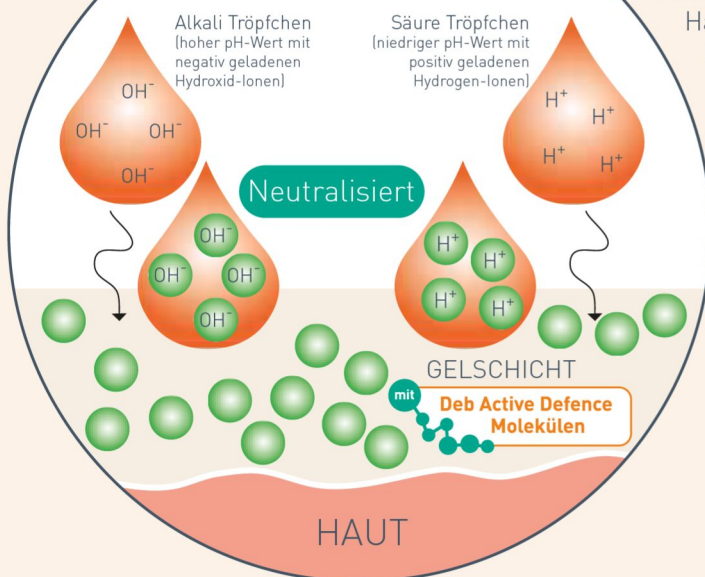 Alkali Tröpfchen
(hoher pH-Wert mit
negativ geladenen
Hydroxid-Ionen)
Säure Tröpfchen
(niedriger pH-Wert mit
positiv geladenen
Hydrogen-Ionen)
OH⁻
OH⁻
OH⁻
OH⁻
H⁺
H⁺
H⁺
H⁺
Neutralisiert
OH⁻
OH⁻
OH⁻
OH⁻
H⁺
H⁺
H⁺
H⁺
GELSCHICHT
mit
Deb Active Defence
Molekülen
HAUT